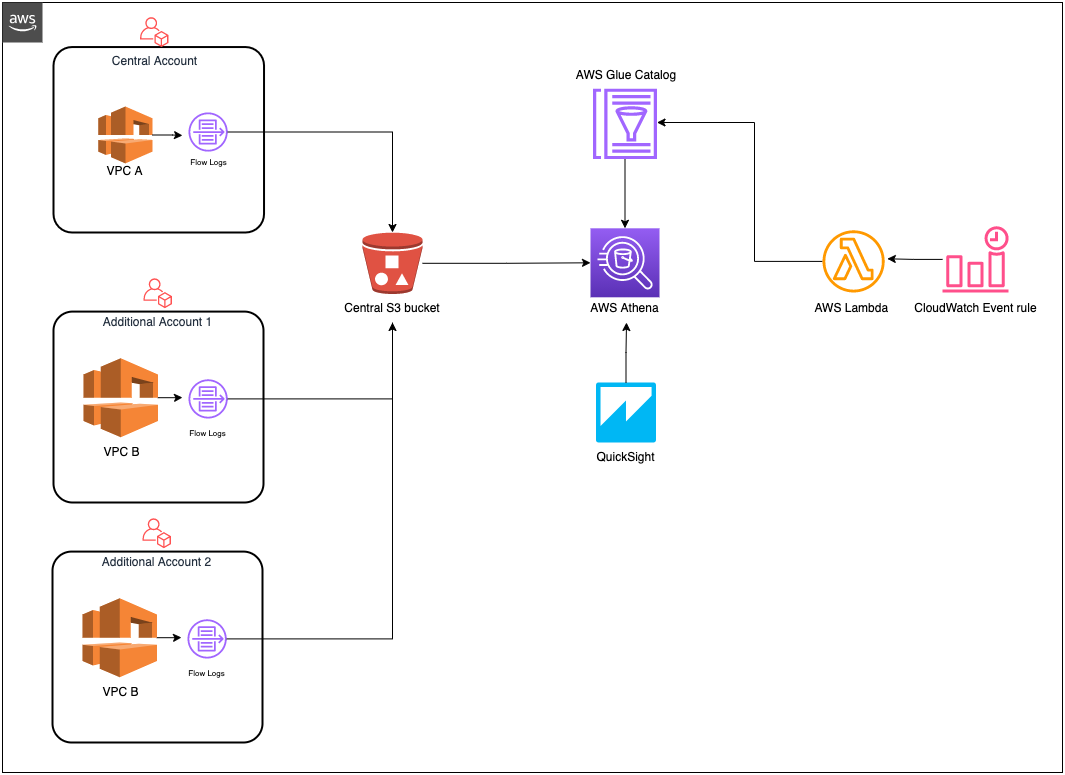 aws
Central Account
VPC A
Flow Logs
AWS Glue Catalog
Central S3 bucket
AWS Athena
AWS Lambda
CloudWatch Event rule
Additional Account 1
VPC B
Flow Logs
QuickSight
Additional Account 2
VPC B
Flow Logs